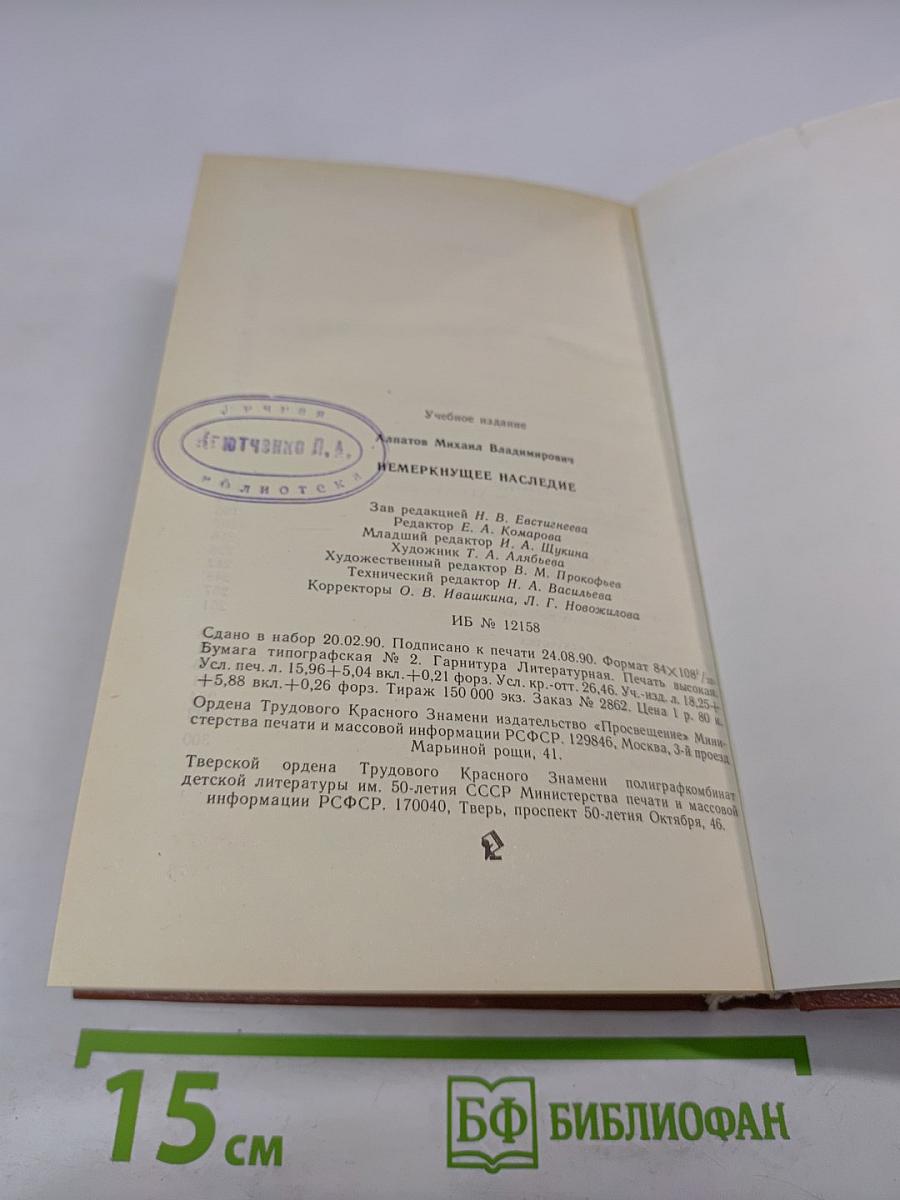 Учебное издание
Алпатов Михаил Владимирович
НЕМЕРКНУЩЕЕ НАСЛЕДИЕ
Зав редакцией Н. В. Евстигнеева
Редактор Е. А. Комарова
Младший редактор И. А. Щукина
Художник Т. А. Алябьева
Художественный редактор В. М. Прокофьев
Технический редактор Н. А. Васильева
Корректоры О. В. Ивашкина, Л. Г. Новожилова
ИБ № 12158
Сдано в набор 20.02.90. Подписано к печати 24.08.90. Формат 84×108¹/₃₂.
Бумага типографская № 2. Гарнитура Литературная. Печать высокая.
Усл. печ. л. 15,96+5,04 вкл.+0,21 форз. Усл. кр.-отт. 26,46. Уч.-изд. л. 18,25+
+5,88 вкл.+0,26 форз. Тираж 150 000 экз. Заказ № 2862. Цена 1 р. 80 к.
Ордена Трудового Красного Знамени издательство «Просвещение» Мини-
стерства печати и массовой информации РСФСР. 129846, Москва, 3-й проезд
Марьиной рощи, 41.
Тверской ордена Трудового Красного Знамени полиграфкомбинат
детской литературы им. 50-летия СССР Министерства печати и массовой
информации РСФСР. 170040, Тверь, проспект 50-летия Октября, 46.
15 см
БФ БИБЛИОФАН